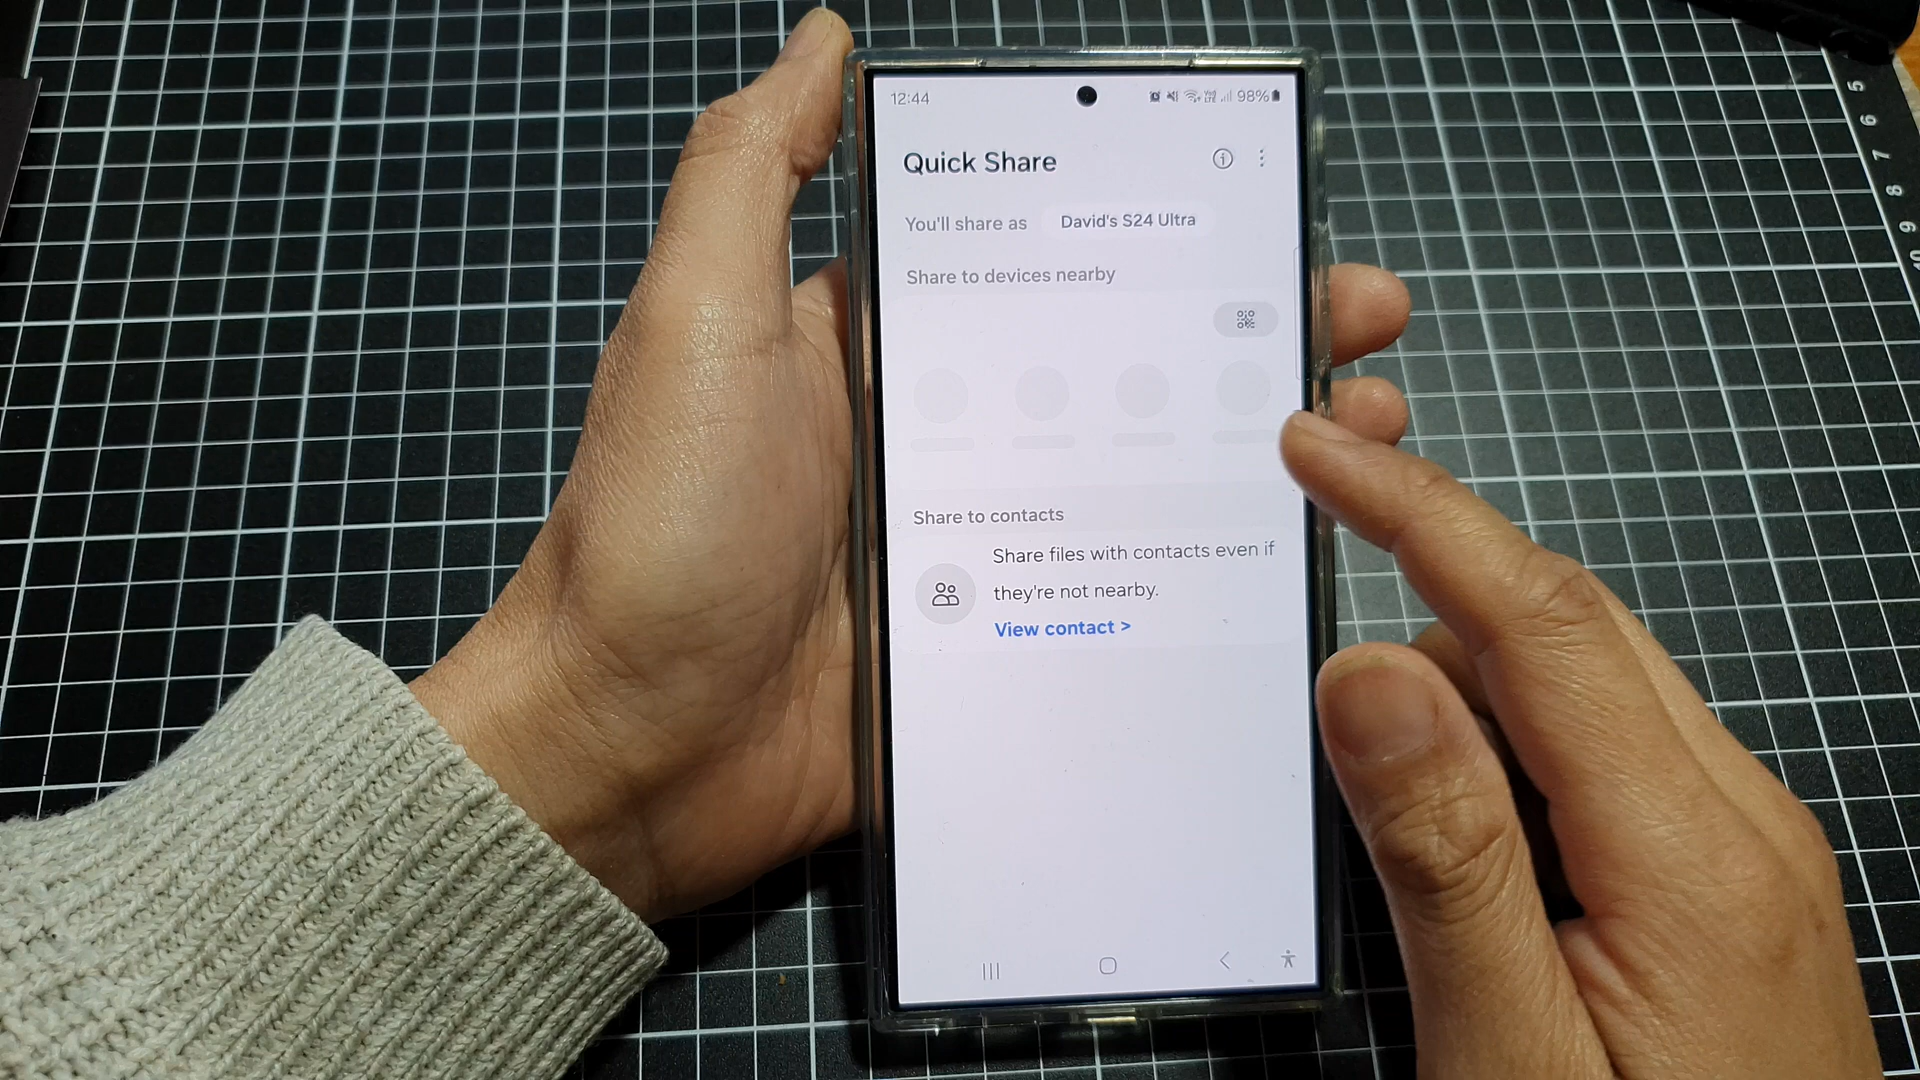 12:44
98%
Quick Share
You'll share as David's S24 Ultra
Share to devices nearby
Share to contacts
Share files with contacts even if
they're not nearby.
View contact >
5
6
7
8
9
10